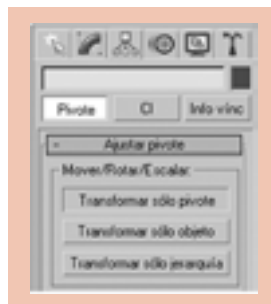 Pivote CI Info vínc
- Ajustar pivote
Mover/Rotar/Escalar:
Transformar sólo pivote
Transformar sólo objeto
Transformar sólo jerarquía